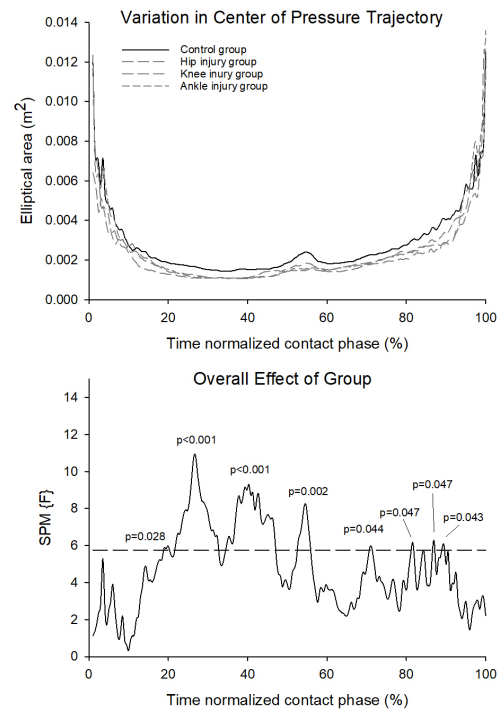 Variation in Center of Pressure Trajectory
0.014
0.012
0.010
0.008
0.006
0.004
0.002
0.000
Elliptical area (m2)
Control group
Hip injury group
Knee inury group
Ankle injury group
0 20 40 60 80 100
Time normalized contact phase (%)
Overall Effect of Group
14
12
10
8
6
4
2
0
SPM {F}
p<0.001
p<0.001
p=0.002
p=0.028
p=0.044
p=0.047
p=0.047
p=0.043
0 20 40 60 80 100
Time normalized contact phase (%)